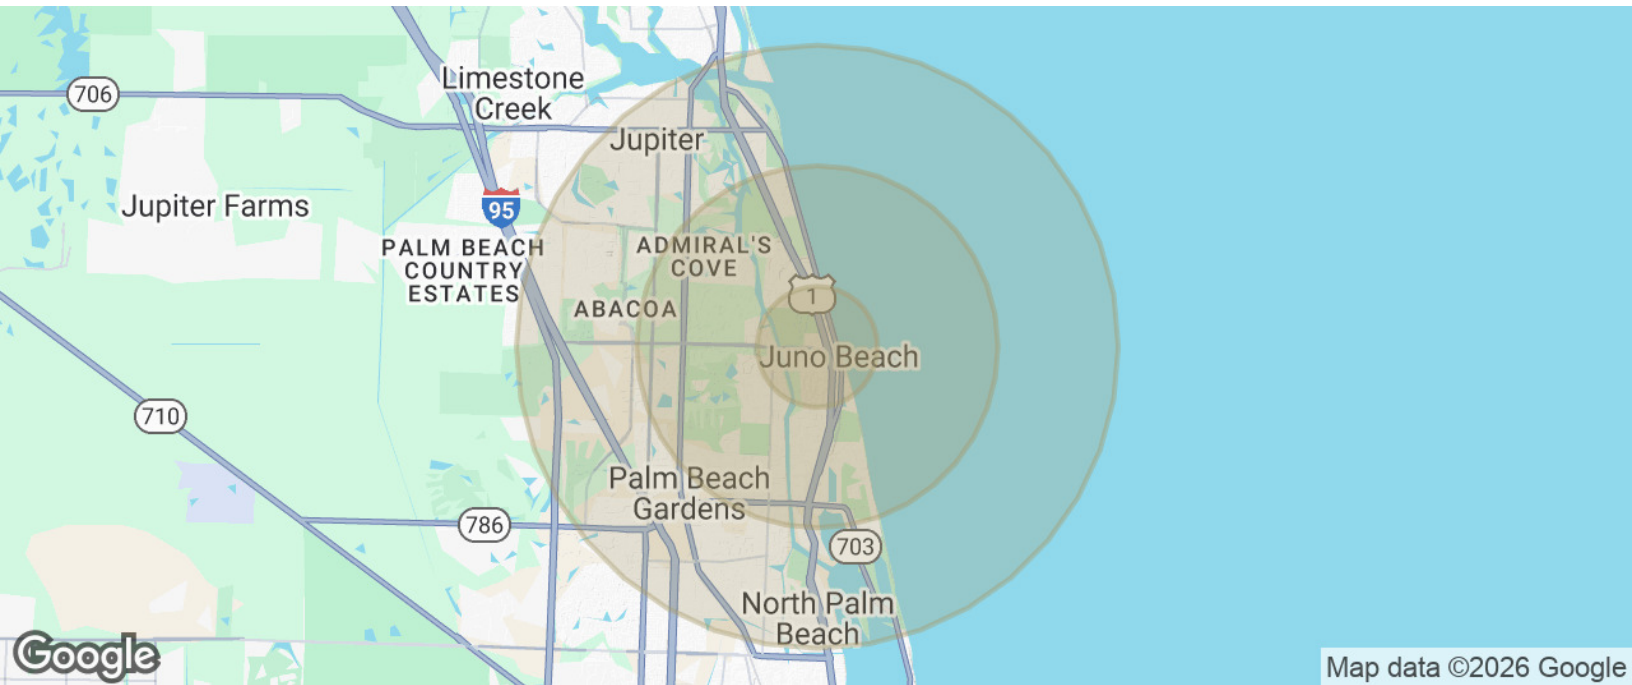 Limestone
Creek
706
Jupiter
Jupiter Farms
95
PALM BEACH
COUNTRY
ESTATES
ADMIRAL'S
COVE
ABACOA
1
Juno Beach
710
Palm Beach
Gardens
786
703
North Palm
Beach
Google
Map data ©2026 Google